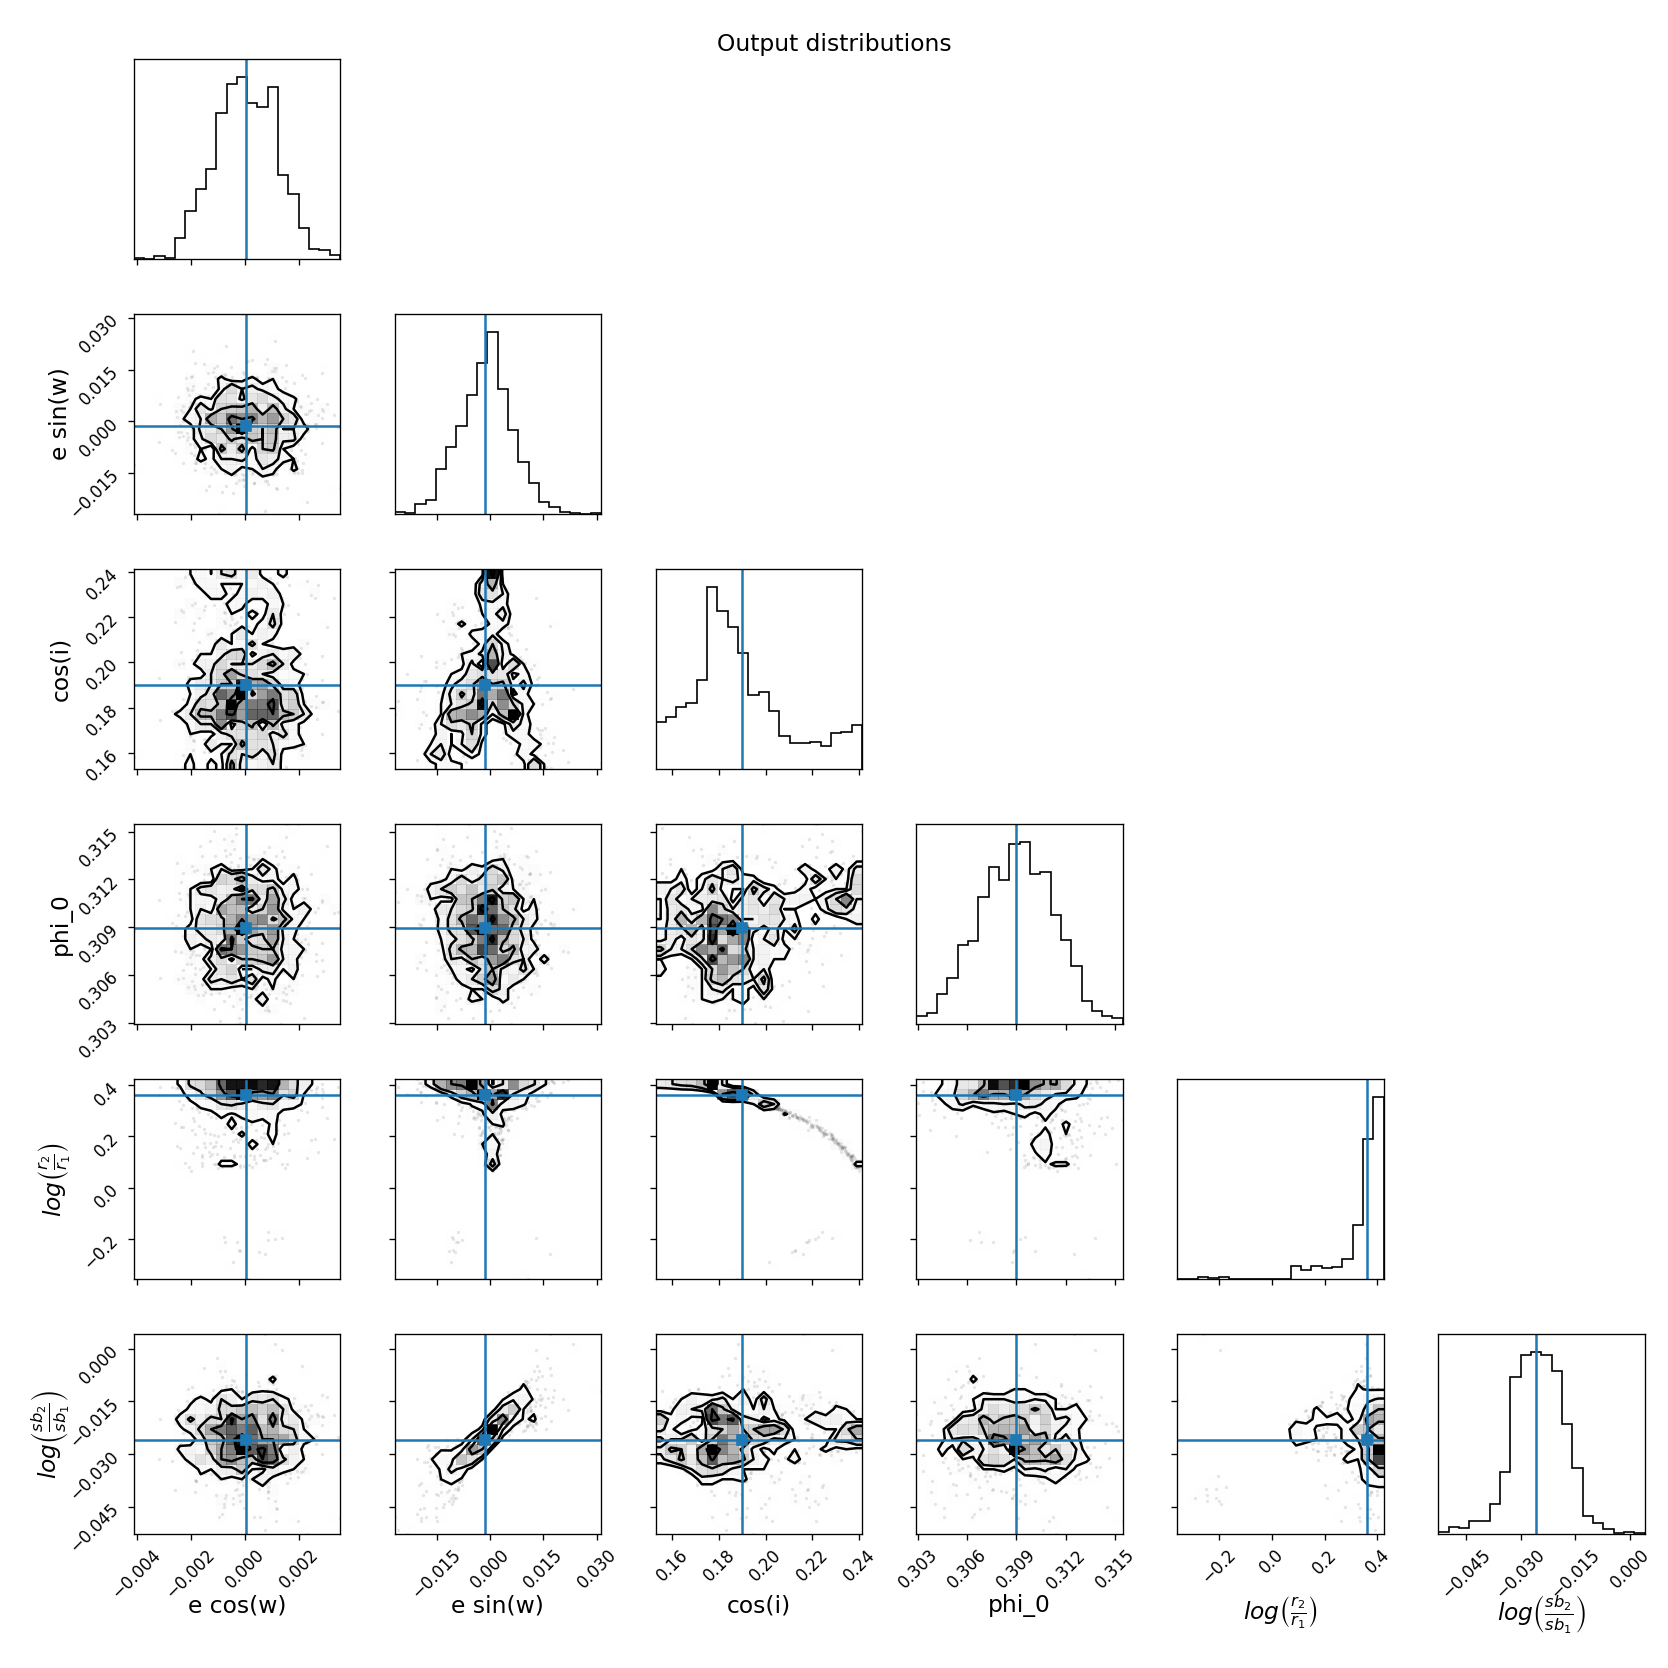 Output distributions
0.030
0.015
0.000
−0.015
e sin(w)
0.24
0.22
0.20
0.18
0.16
cos(i)
0.315
0.312
0.309
0.306
0.303
phi_0
0.4
0.2
0.0
−0.2
log(r₂/r₁)
0.000
−0.015
−0.030
−0.045
log(sb₂/sb₁)
−0.004 −0.002 0.000 0.002
e cos(w)
−0.015 0.000 0.015 0.030
e sin(w)
0.16 0.18 0.20 0.22 0.24
cos(i)
0.303 0.306 0.309 0.312 0.315
phi_0
−0.2 0.0 0.2 0.4
log(r₂/r₁)
−0.045 −0.030 −0.015 0.000
log(sb₂/sb₁)